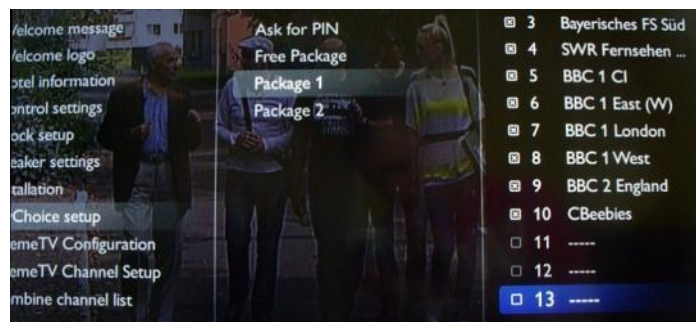 elcome message
elcome logo
otel information
ontrol settings
ock setup
eaker settings
tallation
Choice setup
emeTV Configuration
emeTV Channel Setup
mbine channel list
Ask for PIN
Free Package
Package 1
Package 2
3 Bayerisches FS Süd
4 SWR Fernsehen ...
5 BBC 1 CI
6 BBC 1 East (W)
7 BBC 1 London
8 BBC 1 West
9 BBC 2 England
10 CBeebies
11 -----
12 -----
13 -----